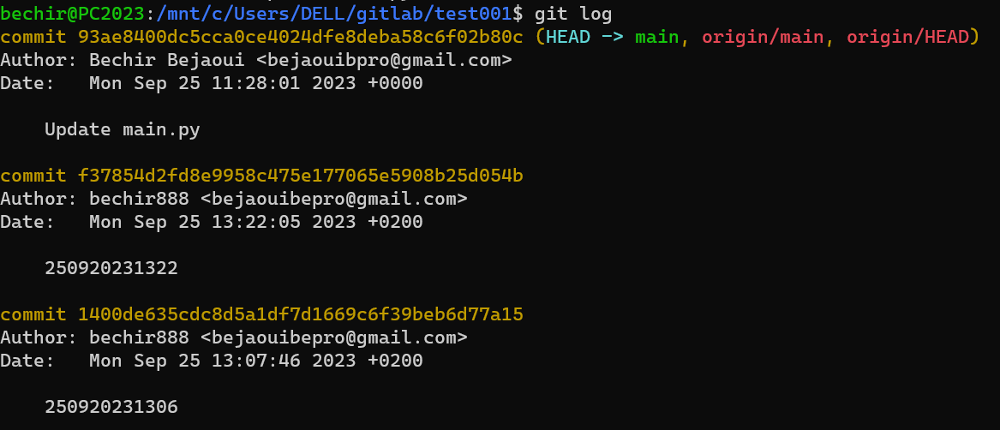 bechir@PC2023:/mnt/c/Users/DELL/gitlab/test001$ git log
commit 93ae8400dc5cca0ce4024dfe8deba58c6f02b80c (HEAD -> main, origin/main, origin/HEAD)
Author: Bechir Bejaoui <bejaouibpro@gmail.com>
Date:   Mon Sep 25 11:28:01 2023 +0000

    Update main.py

commit f37854d2fd8e9958c475e177065e5908b25d054b
Author: bechir888 <bejaouibepro@gmail.com>
Date:   Mon Sep 25 13:22:05 2023 +0200

    250920231322

commit 1400de635cdc8d5a1df7d1669c6f39beb6d77a15
Author: bechir888 <bejaouibepro@gmail.com>
Date:   Mon Sep 25 13:07:46 2023 +0200

    250920231306